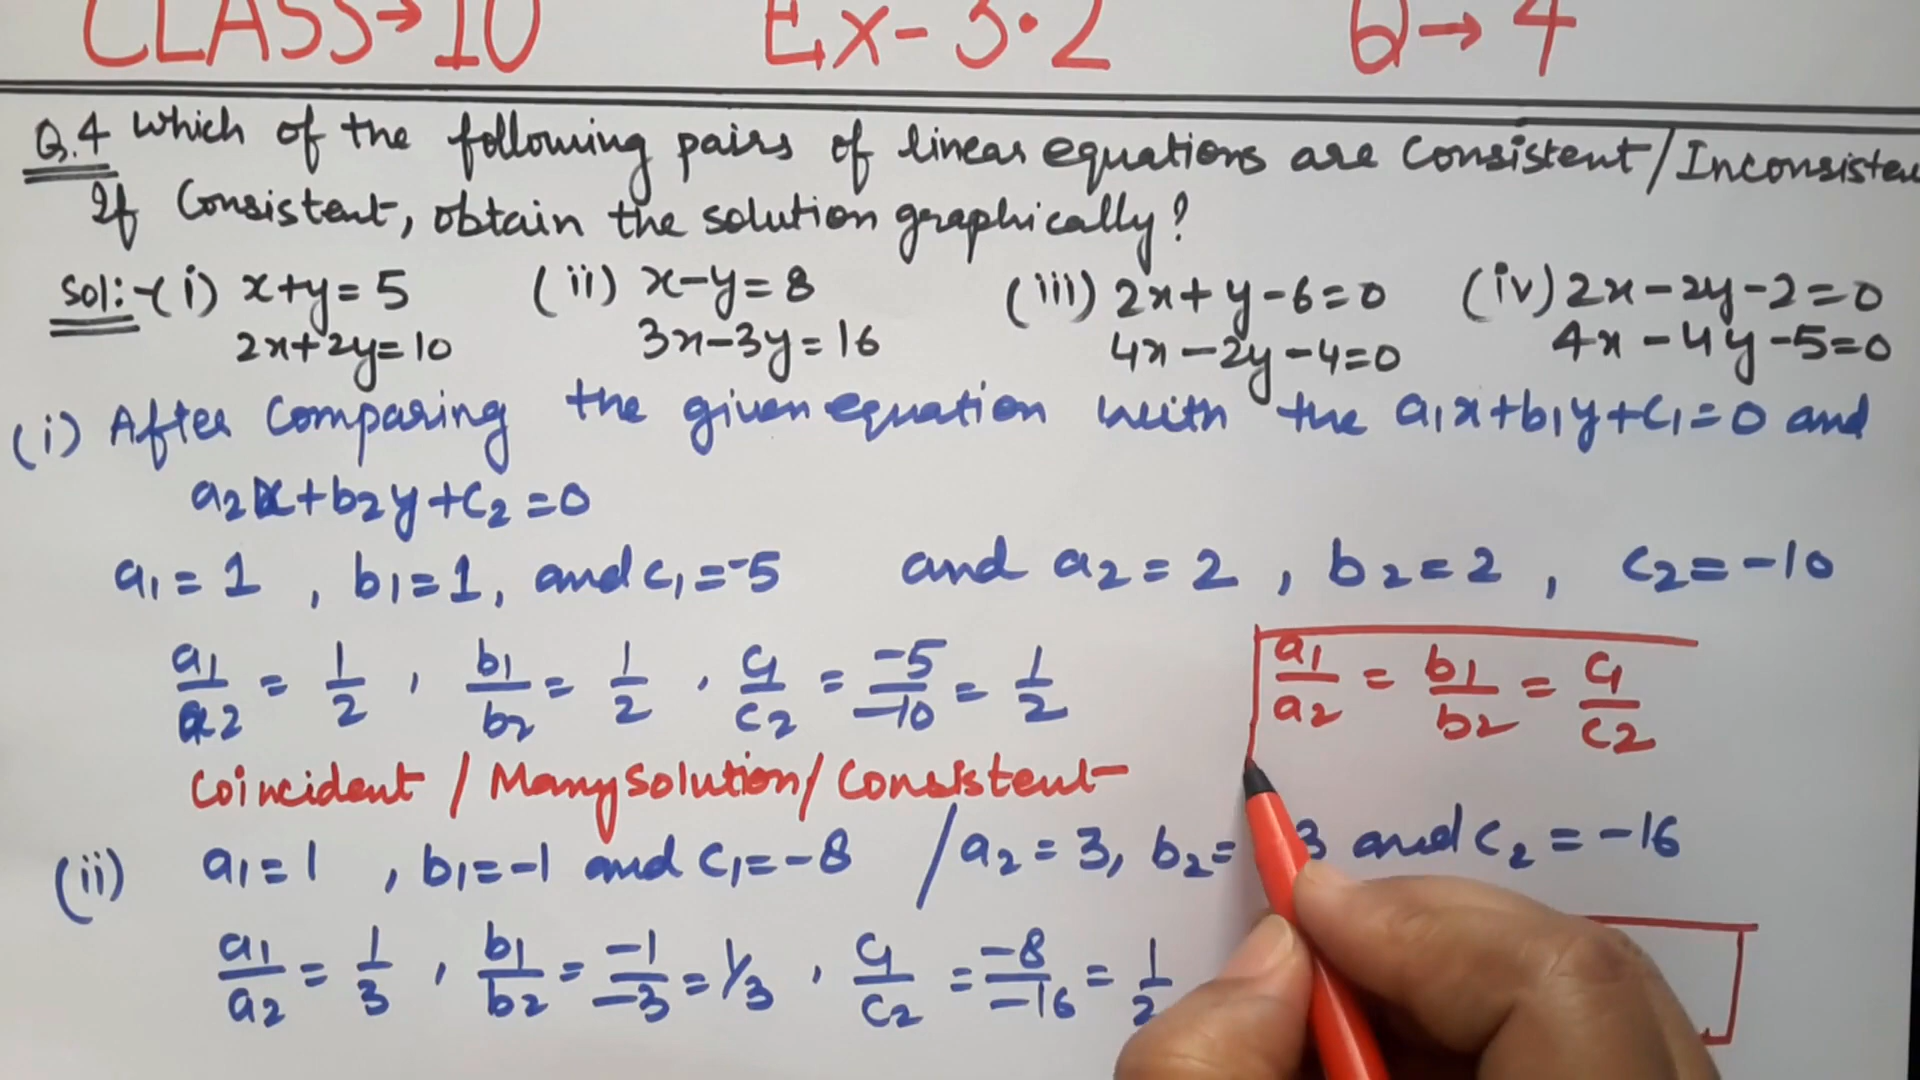 CLASS→10 Ex-3.2 Q→4
Q.4 Which of the following pairs of linear equations are Consistent/Inconsisten
If Consistent, obtain the solution graphically?
Sol:-(i) x+y=5 (ii) x-y=8 (iii) 2x+y-6=0 (iv) 2x-2y-2=0
2x+2y=10 3x-3y=16 4x-2y-4=0 4x-4y-5=0
(i) After Comparing the given equation with the a1x+b1y+c1=0 and
a2x+b2y+c2=0
a1=1, b1=1, and c1=-5 and a2=2, b2=2, c2=-10
a1/a2 = 1/2, b1/b2 = 1/2, c1/c2 = -5/-10 = 1/2 a1/a2 = b1/b2 = c1/c2
Coincident / Many Solution / Consistent
(ii) a1=1, b1=-1 and c1=-8 / a2=3, b2= 3 and c2=-16
a1/a2 = 1/3, b1/b2 = -1/-3 = 1/3, c1/c2 = -8/-16 = 1/2